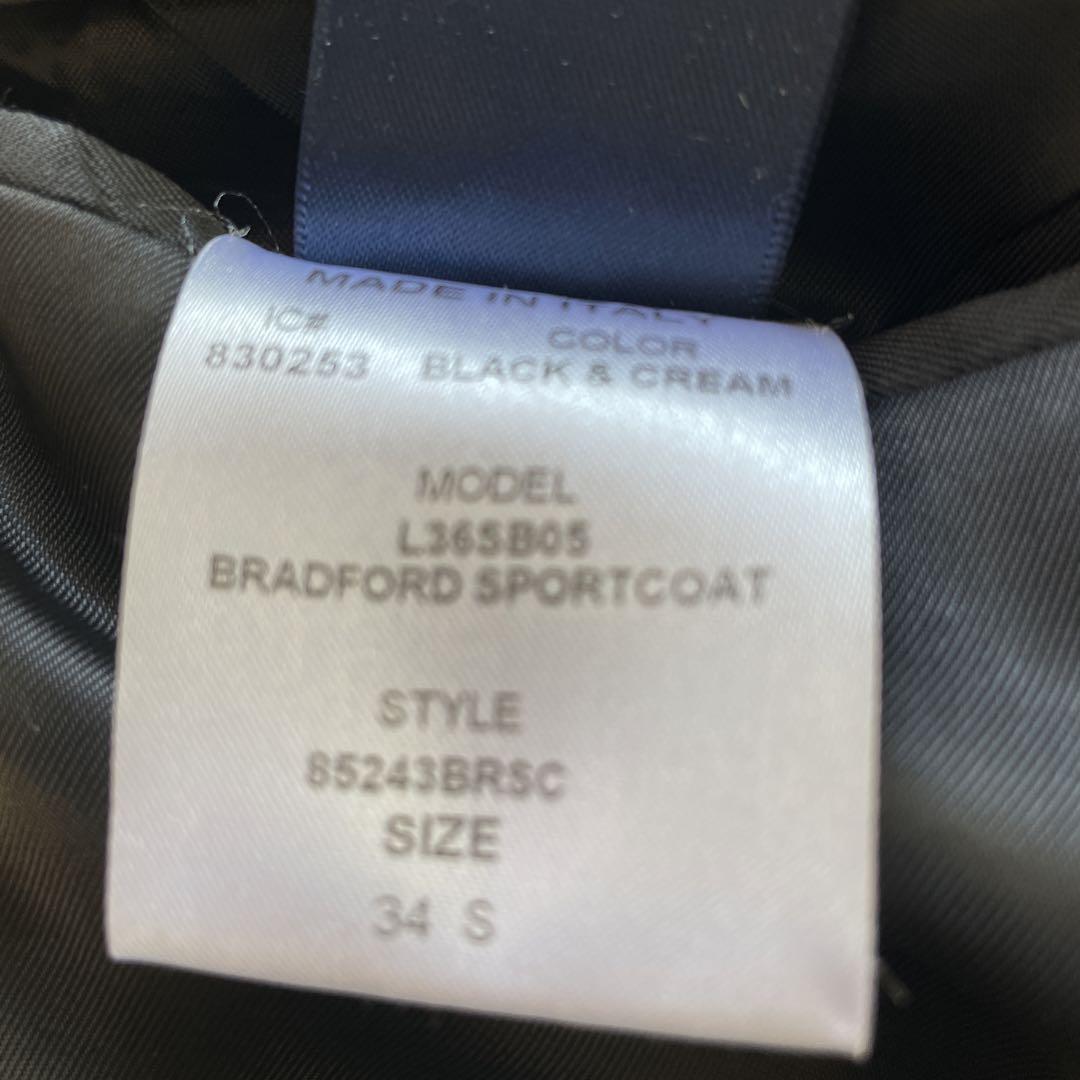 MADE IN ITALY
IC# COLOR
830253 BLACK & CREAM
MODEL
L36SB05
BRADFORD SPORTCOAT
STYLE
85243BRSC
SIZE
34 S